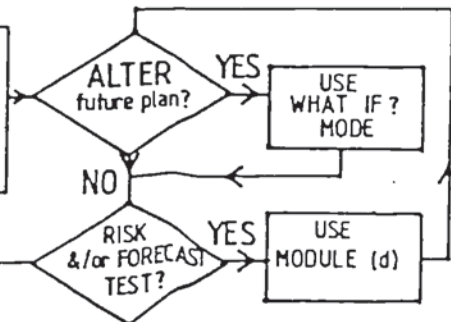 ALTER
future plan?
YES
USE
WHAT IF?
MODE
NO
RISK
&/or FORECAST
TEST?
YES
USE
MODULE (d)